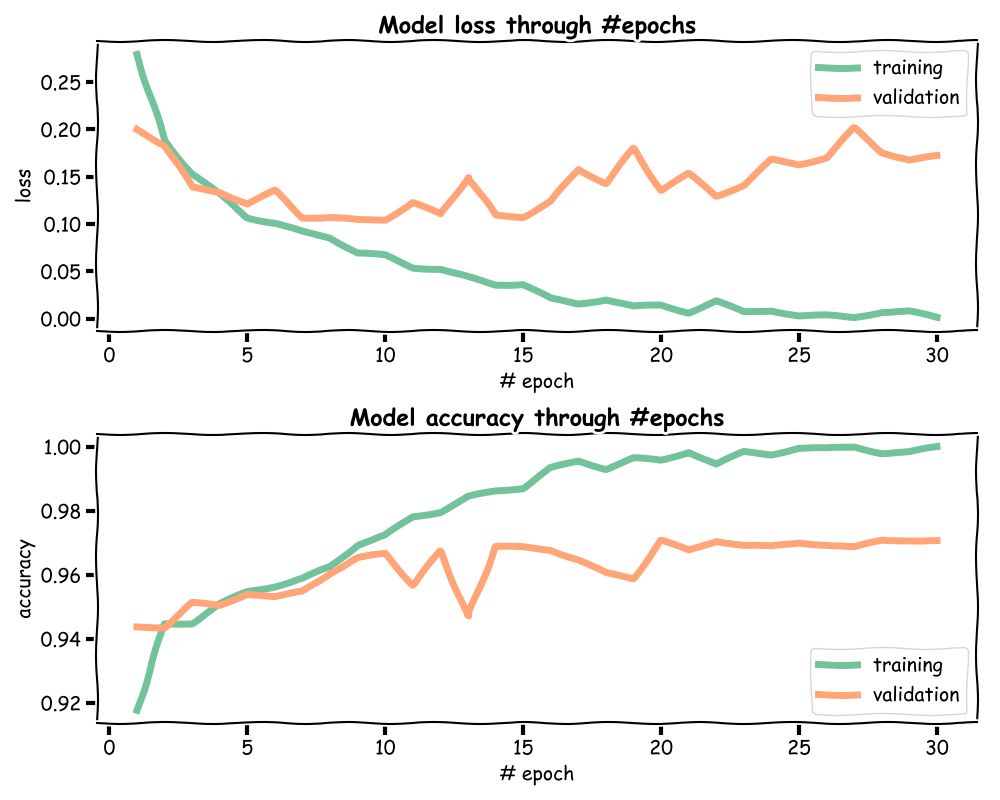 Model loss through #epochs
loss
0.25
0.20
0.15
0.10
0.05
0.00
training
validation
0 5 10 15 20 25 30
# epoch
Model accuracy through #epochs
accuracy
1.00
0.98
0.96
0.94
0.92
training
validation
0 5 10 15 20 25 30
# epoch